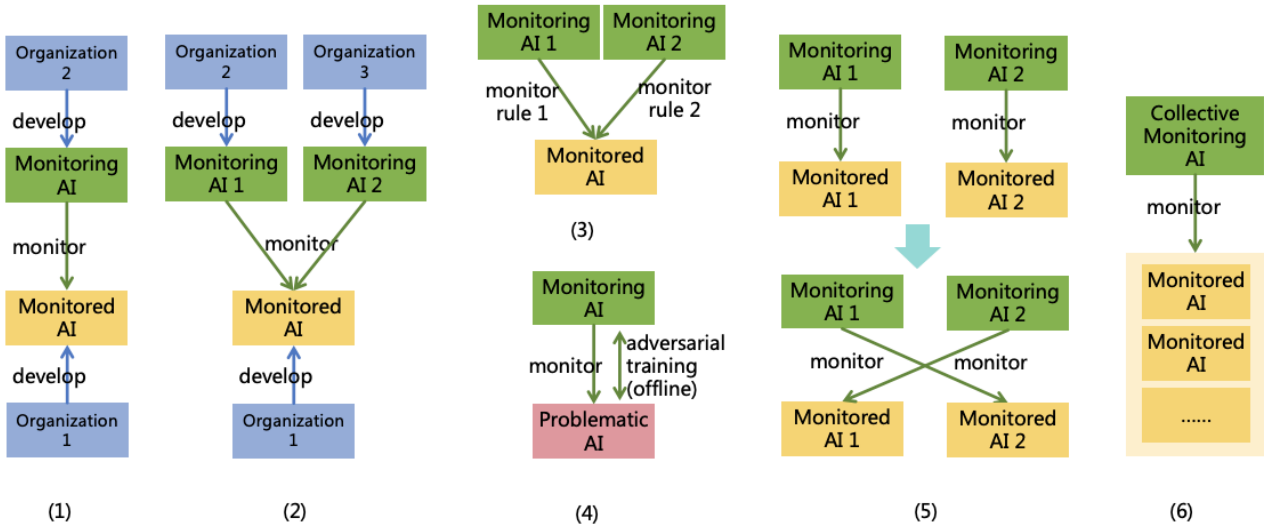 Organization
2
develop
Monitoring
AI
monitor
Monitored
AI
develop
Organization
1
(1)
Organization
2
Organization
3
develop
develop
Monitoring
AI 1
Monitoring
AI 2
monitor
Monitored
AI
develop
Organization
1
(2)
Monitoring
AI 1
Monitoring
AI 2
monitor
rule 1
monitor
rule 2
Monitored
AI
(3)
Monitoring
AI
monitor
adversarial
training
(offline)
Problematic
AI
(4)
Monitoring
AI 1
Monitoring
AI 2
monitor
monitor
Monitored
AI 1
Monitored
AI 2
Monitoring
AI 1
Monitoring
AI 2
monitor
monitor
Monitored
AI 1
Monitored
AI 2
(5)
Collective
Monitoring
AI
monitor
Monitored
AI
Monitored
AI
......
(6)